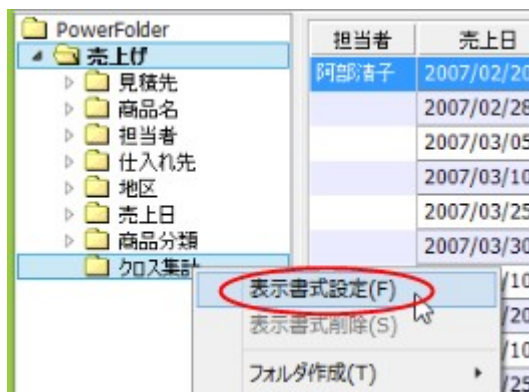 PowerFolder
売上げ
見積先
商品名
担当者
仕入れ先
地区
売上日
商品分類
クロス集計
担当者 売上日
阿部清子 2007/02/20
2007/02/28
2007/03/05
2007/03/10
2007/03/25
2007/03/30
/10
/20
/10
/25
表示書式設定(F)
表示書式削除(S)
フォルダ作成(T)